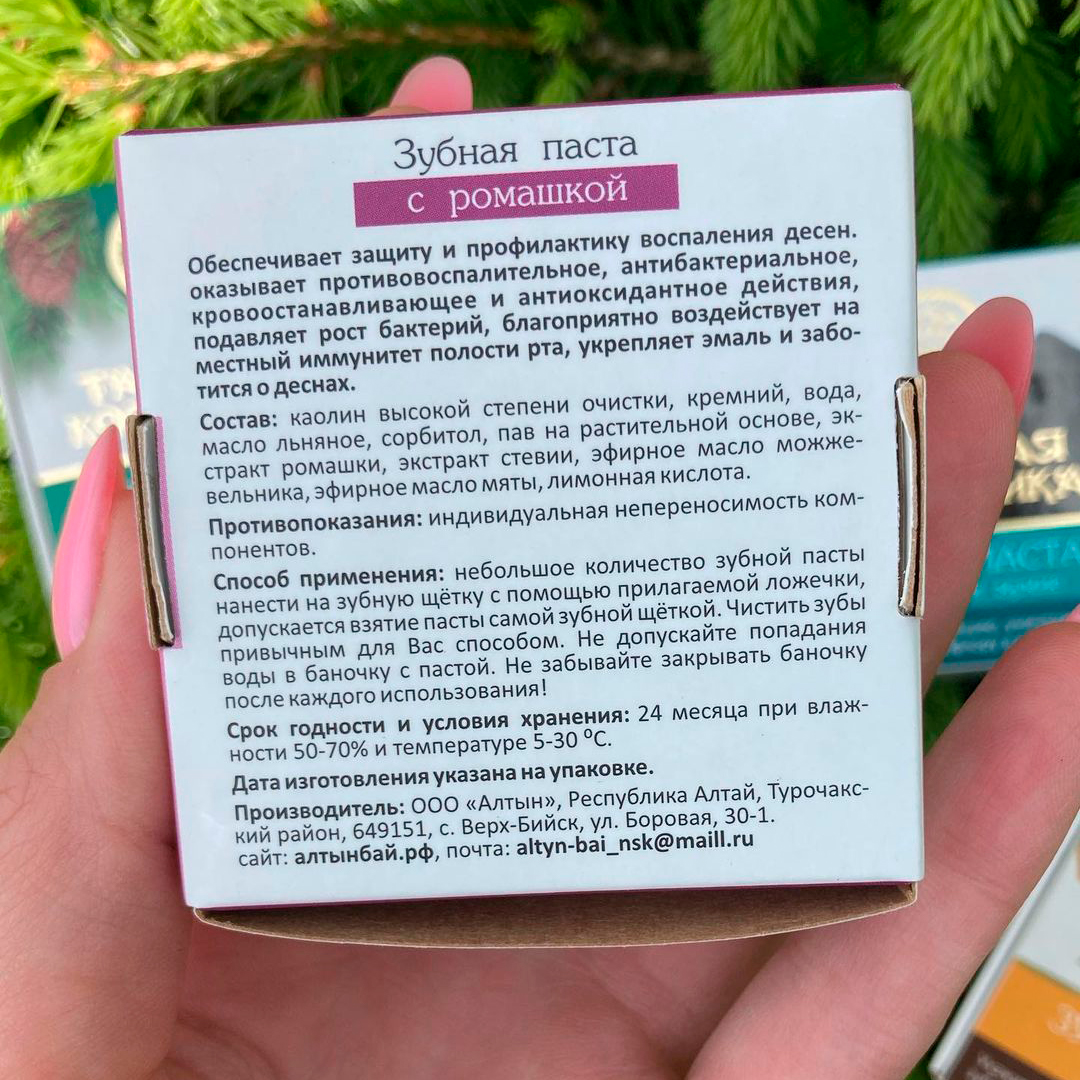 Зубная паста
с ромашкой
Обеспечивает защиту и профилактику воспаления десен.
оказывает противовоспалительное, антибактериальное,
кровоостанавливающее и антиоксидантное действия,
подавляет рост бактерий, благоприятно воздействует на
местный иммунитет полости рта, укрепляет эмаль и забо-
тится о деснах.
Состав: каолин высокой степени очистки, кремний, вода,
масло льняное, сорбитол, пав на растительной основе, эк-
стракт ромашки, экстракт стевии, эфирное масло можже-
вельника, эфирное масло мяты, лимонная кислота.
Противопоказания: индивидуальная непереносимость ком-
понентов.
Способ применения: небольшое количество зубной пасты
нанести на зубную щётку с помощью прилагаемой ложечки,
допускается взятие пасты самой зубной щёткой. Чистить зубы
привычным для Вас способом. Не допускайте попадания
воды в баночку с пастой. Не забывайте закрывать баночку
после каждого использования!
Срок годности и условия хранения: 24 месяца при влаж-
ности 50-70% и температуре 5-30 ⁰С.
Дата изготовления указана на упаковке.
Производитель: ООО «Алтын», Республика Алтай, Турочакс-
кий район, 649151, с. Верх-Бийск, ул. Боровая, 30-1.
сайт: алтынбай.рф, почта: altyn-bai_nsk@maill.ru
ПАСТА